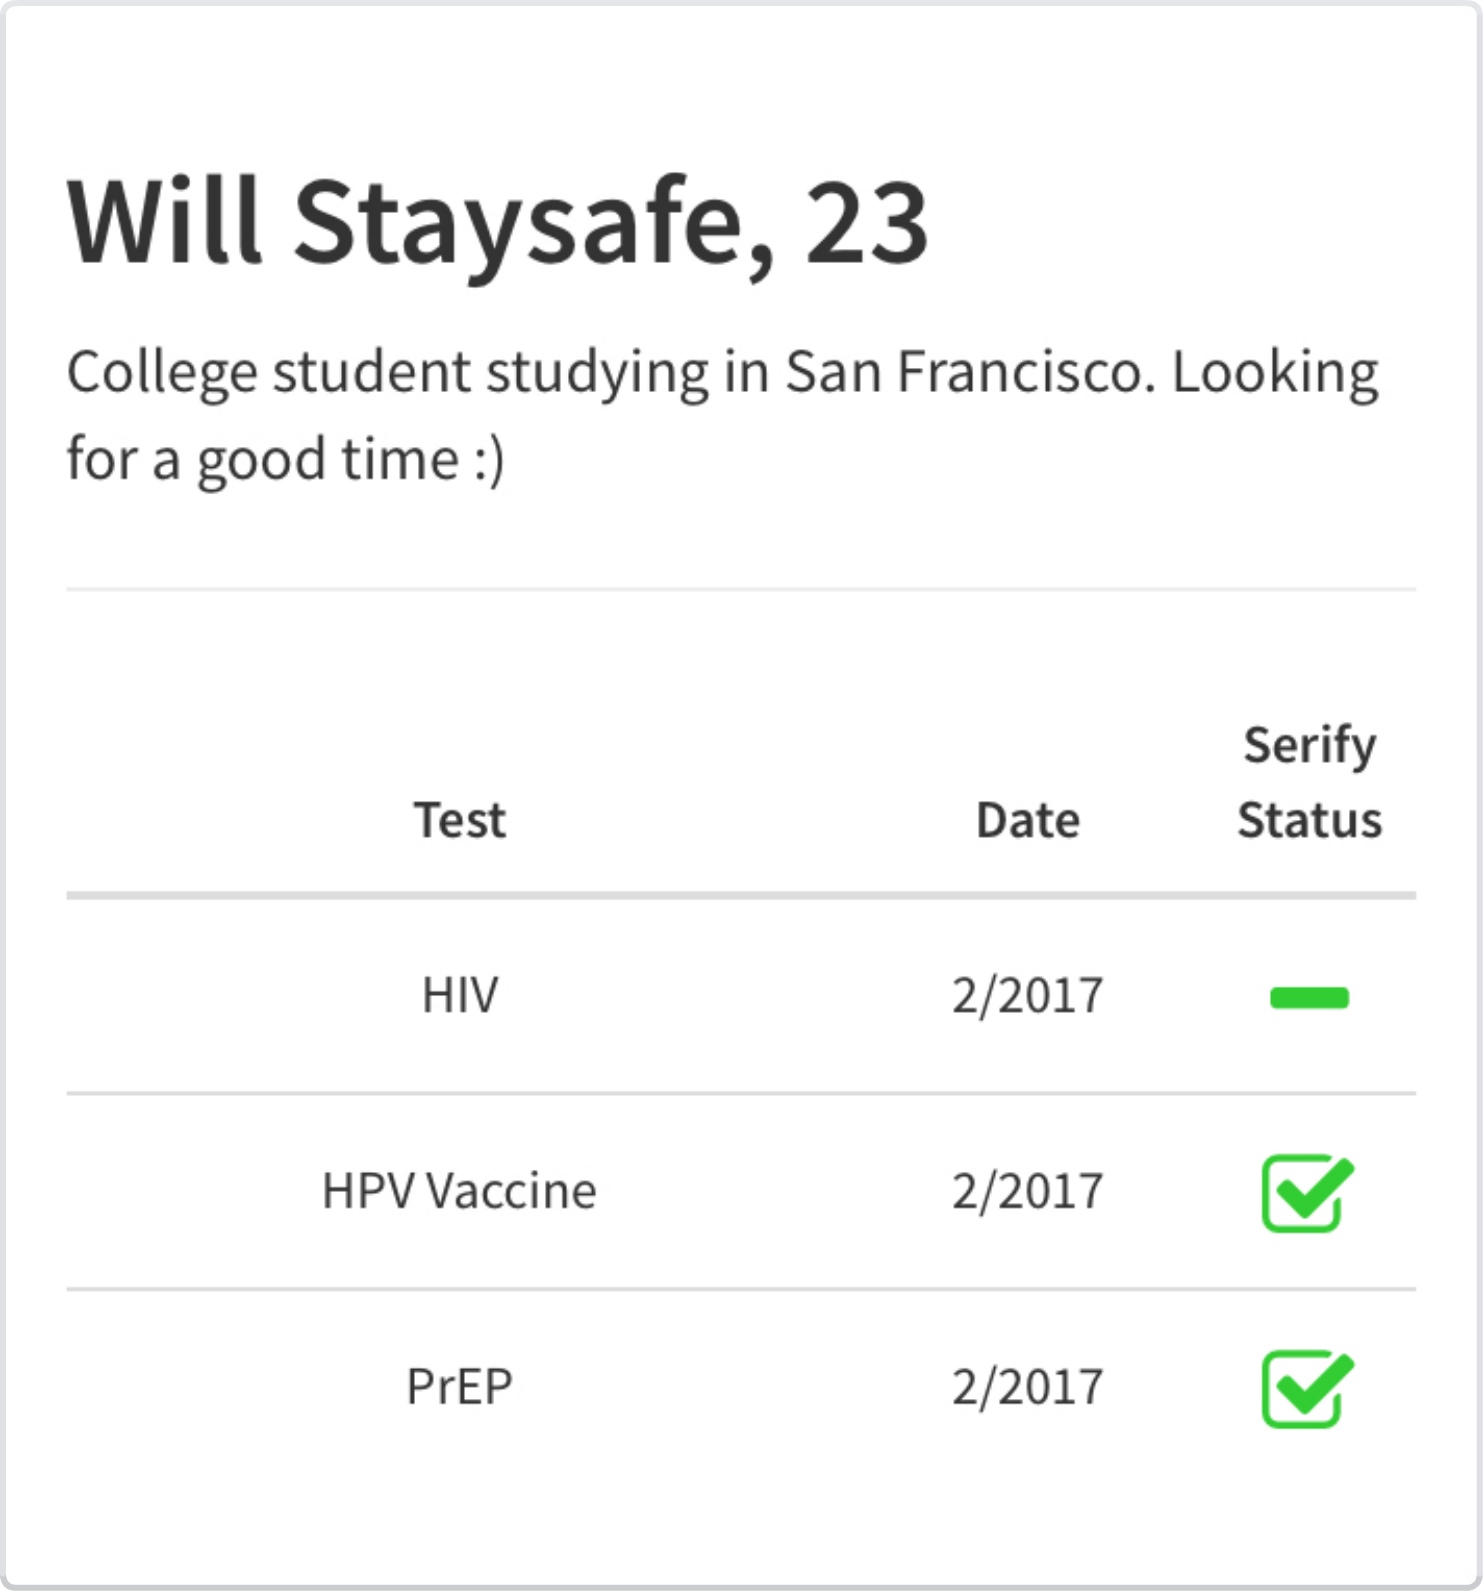 Will Staysafe, 23
College student studying in San Francisco. Looking
for a good time :)
Serify
Test Date Status
HIV 2/2017
HPV Vaccine 2/2017
PrEP 2/2017